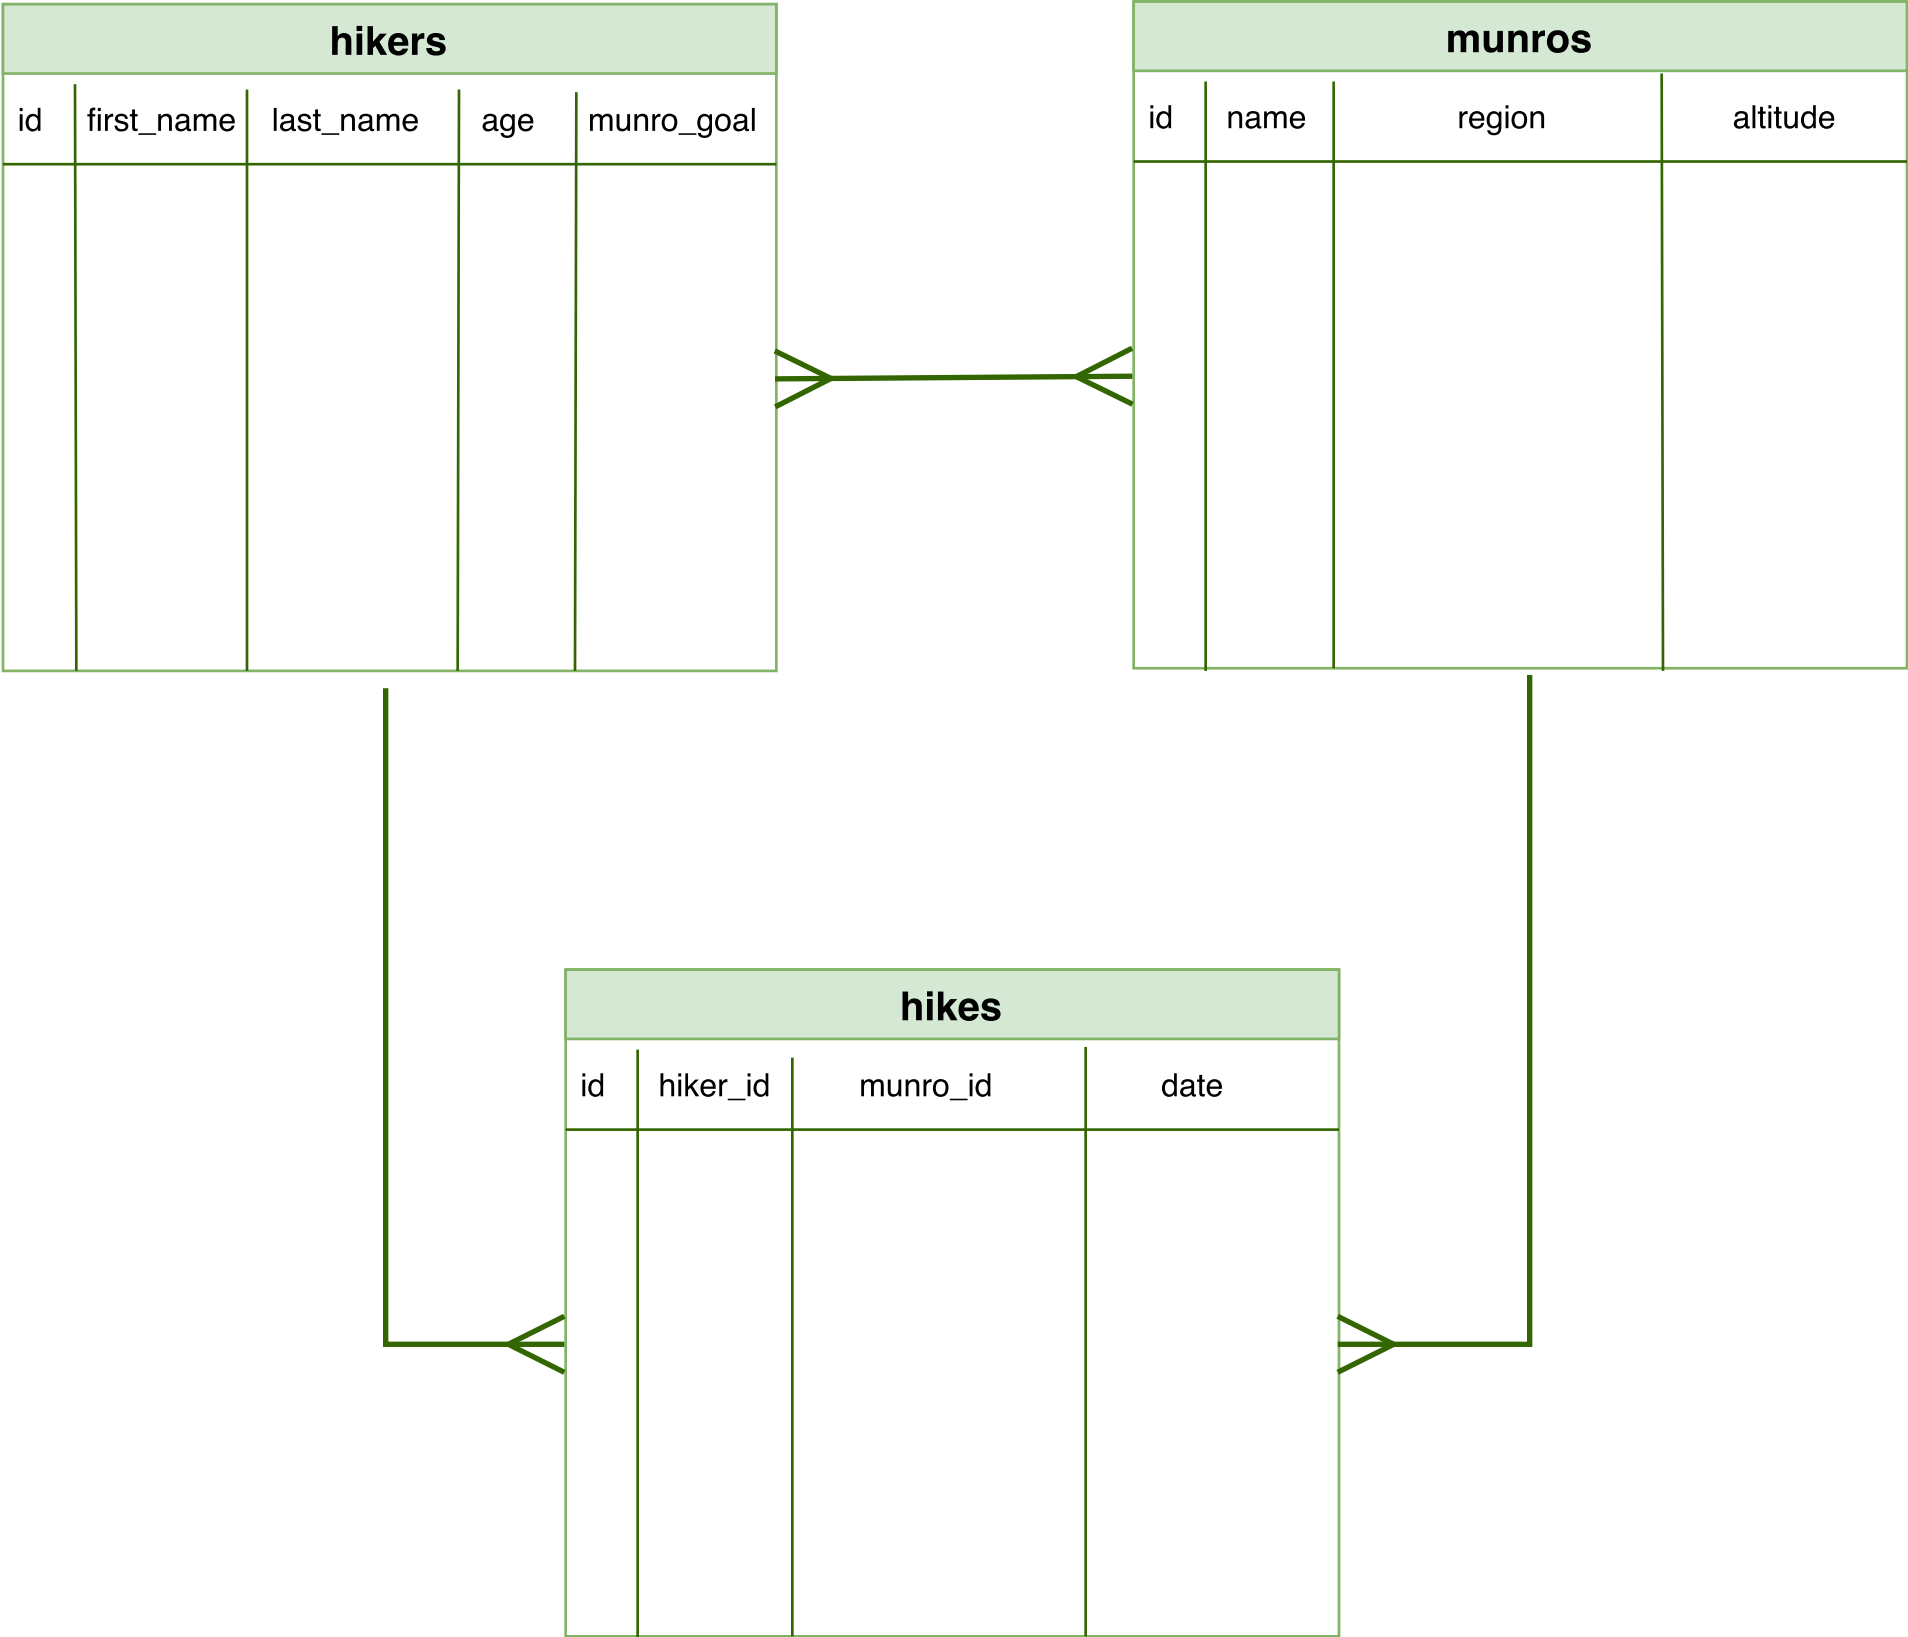 hikers
id first_name last_name age munro_goal
munros
id name region altitude
hikes
id hiker_id munro_id date